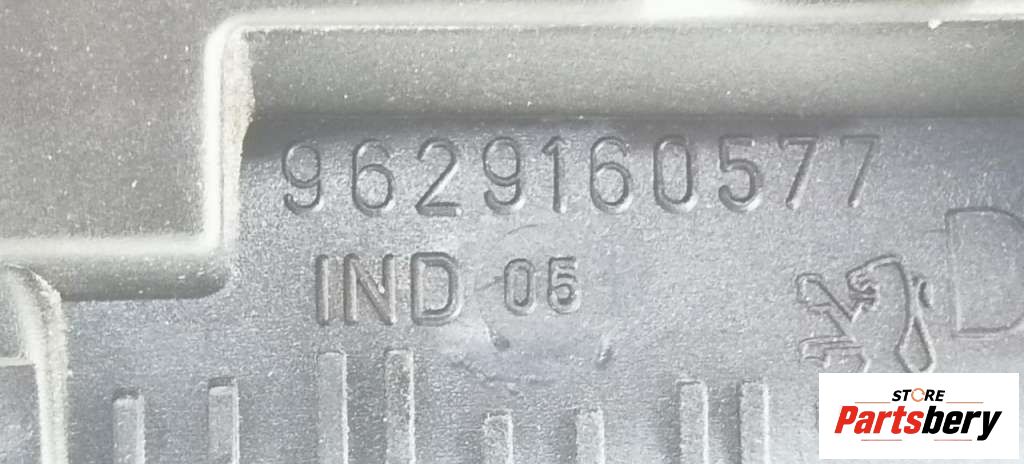 9629160577
IND 05
D
STORE
Partsbery